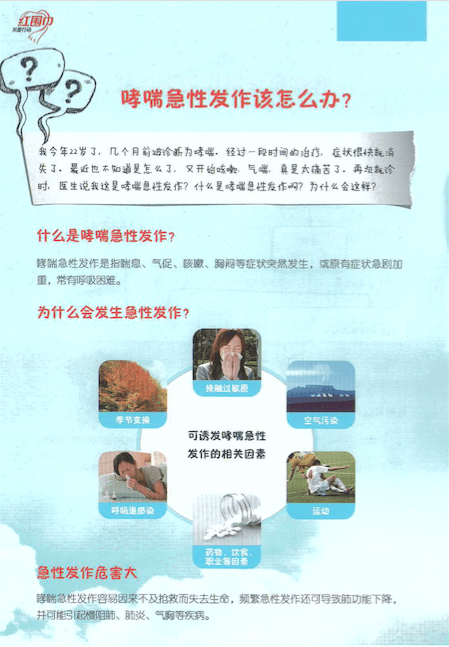 红围巾
关爱行动
?
?
哮喘急性发作该怎么办?
我今年22岁了，几个月前被诊断为哮喘。经过一段时间的治疗，症状很快就消
失了。最近也不知道是怎么了，又开始咳嗽、气喘，真是太痛苦了。再次就诊
时，医生说我这是哮喘急性发作？什么是哮喘急性发作啊？为什么会这样？
什么是哮喘急性发作?
哮喘急性发作是指喘息、气促、咳嗽、胸闷等症状突然发生，或原有症状急剧加
重，常有呼吸困难。
为什么会发生急性发作?
接触过敏原
季节变换
空气污染
可诱发哮喘急性
发作的相关因素
呼吸道感染
运动
药物、饮食、
职业等因素
急性发作危害大
哮喘急性发作容易因来不及抢救而失去生命，频繁急性发作还可导致肺功能下降，
并可能引起慢阻肺、肺炎、气胸等疾病。